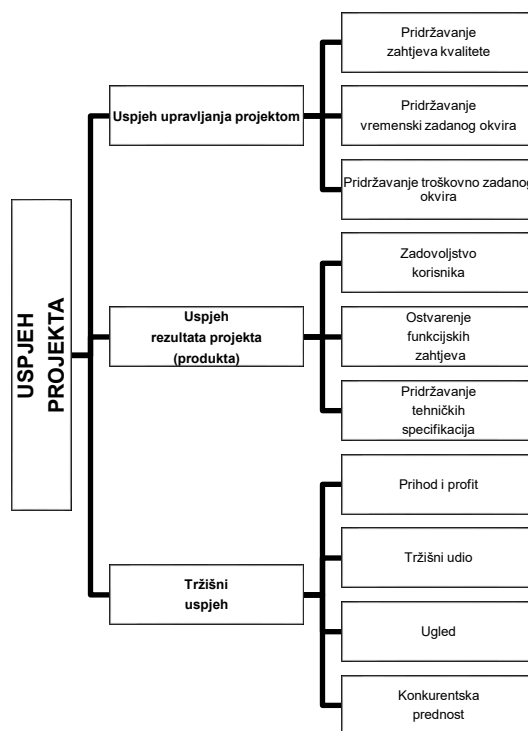 USPJEH
PROJEKTA
Uspjeh upravljanja projektom
Pridržavanje
zahtjeva kvalitete
Pridržavanje
vremenski zadanog okvira
Pridržavanje troškovno zadanog
okvira
Uspjeh
rezultata projekta
(produkta)
Zadovoljstvo
korisnika
Ostvarenje
funkcijskih
zahtjeva
Pridržavanje
tehničkih
specifikacija
Tržišni
uspjeh
Prihod i profit
Tržišni udio
Ugled
Konkurentska
prednost